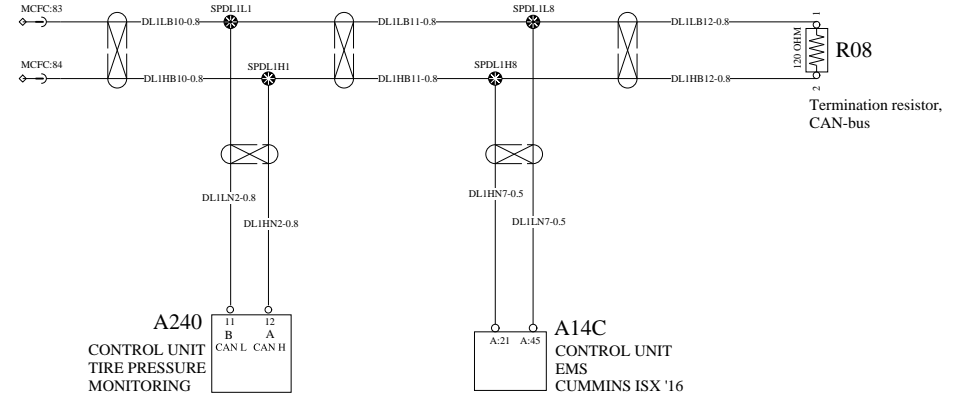 MCFC:83
DL1LB10-0.8
SPDL1L1
DL1LB11-0.8
SPDL1L8
DL1LB12-0.8
1
MCFC:84
DL1HB10-0.8
SPDL1H1
DL1HB11-0.8
SPDL1H8
DL1HB12-0.8
120 OHM
R08
2
Termination resistor,
CAN-bus
DL1LN2-0.8
DL1HN2-0.8
DL1HN7-0.5
DL1LN7-0.5
A240
11 12
B A
CAN L CAN H
CONTROL UNIT
TIRE PRESSURE
MONITORING
A:21 A:45
A14C
CONTROL UNIT
EMS
CUMMINS ISX '16